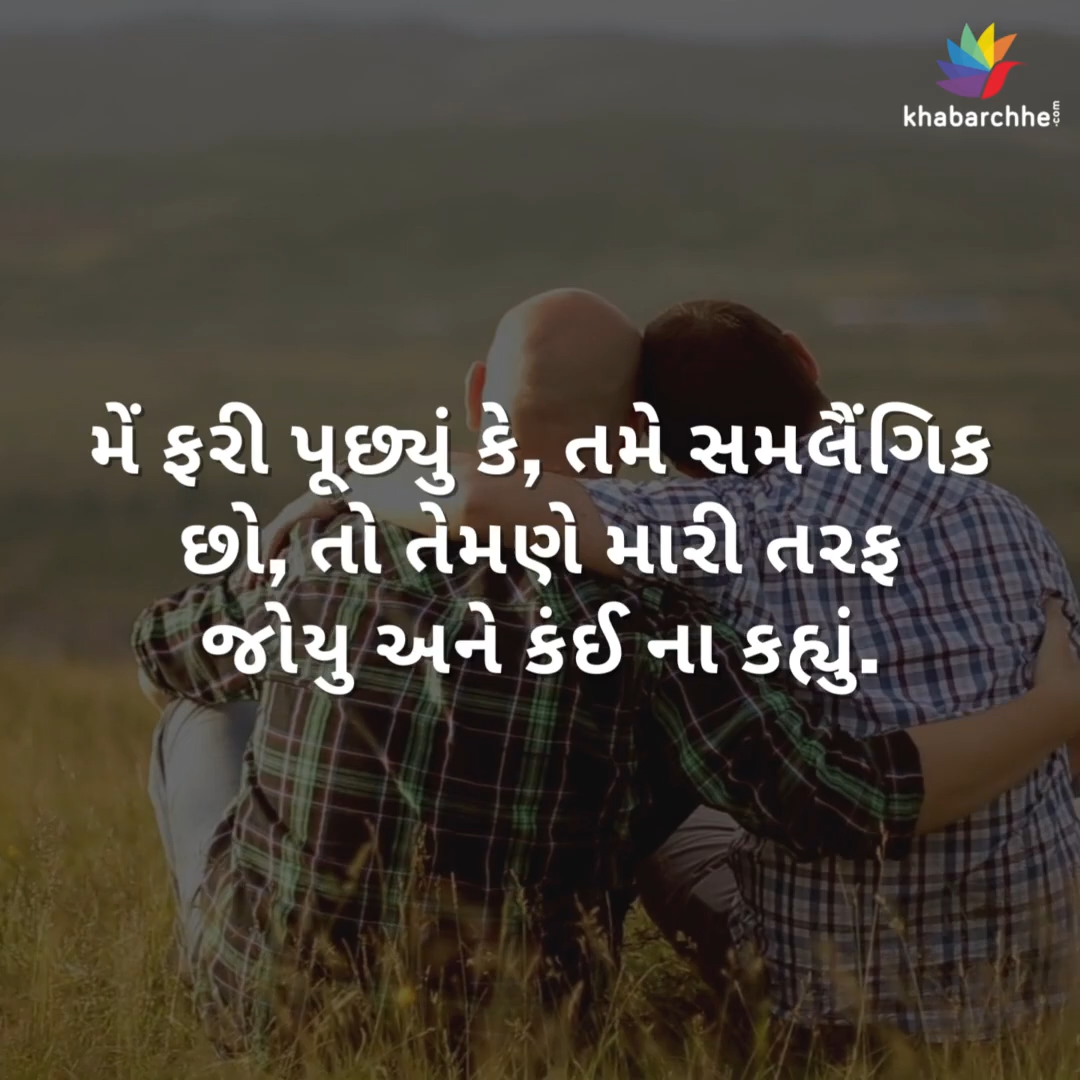 khabarchhe.com
મેં ફરી પૂછ્યું કે, તમે સમલૈંગિક
છો, તો તેમણે મારી તરફ
જોયુ અને કંઈ ના કહ્યું.